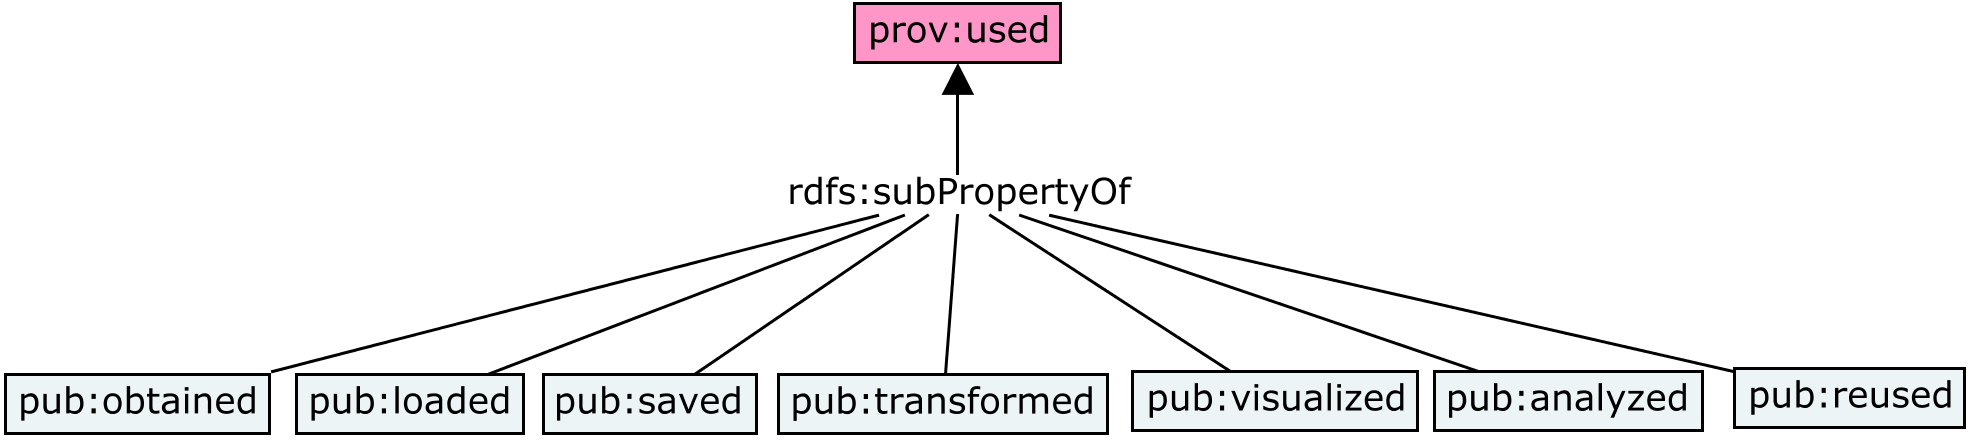 prov:used
rdfs:subPropertyOf
pub:obtained
pub:loaded
pub:saved
pub:transformed
pub:visualized
pub:analyzed
pub:reused